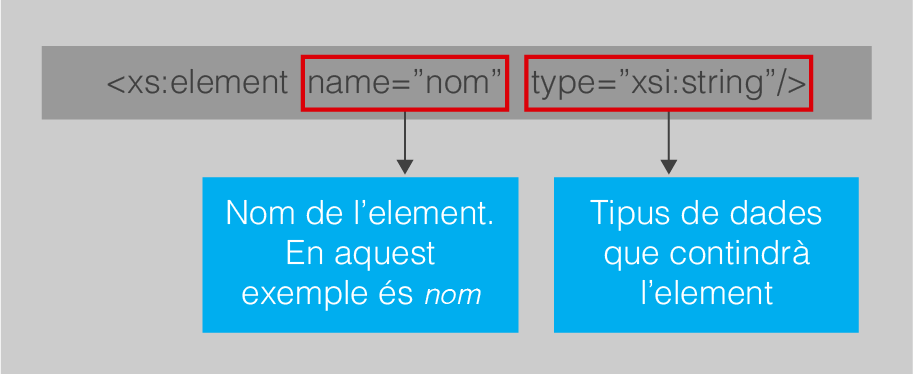 <xs:element name=”nom” type=”xsi:string”/>
Nom de l’element.
En aquest
exemple és nom
Tipus de dades
que contindrà
l’element